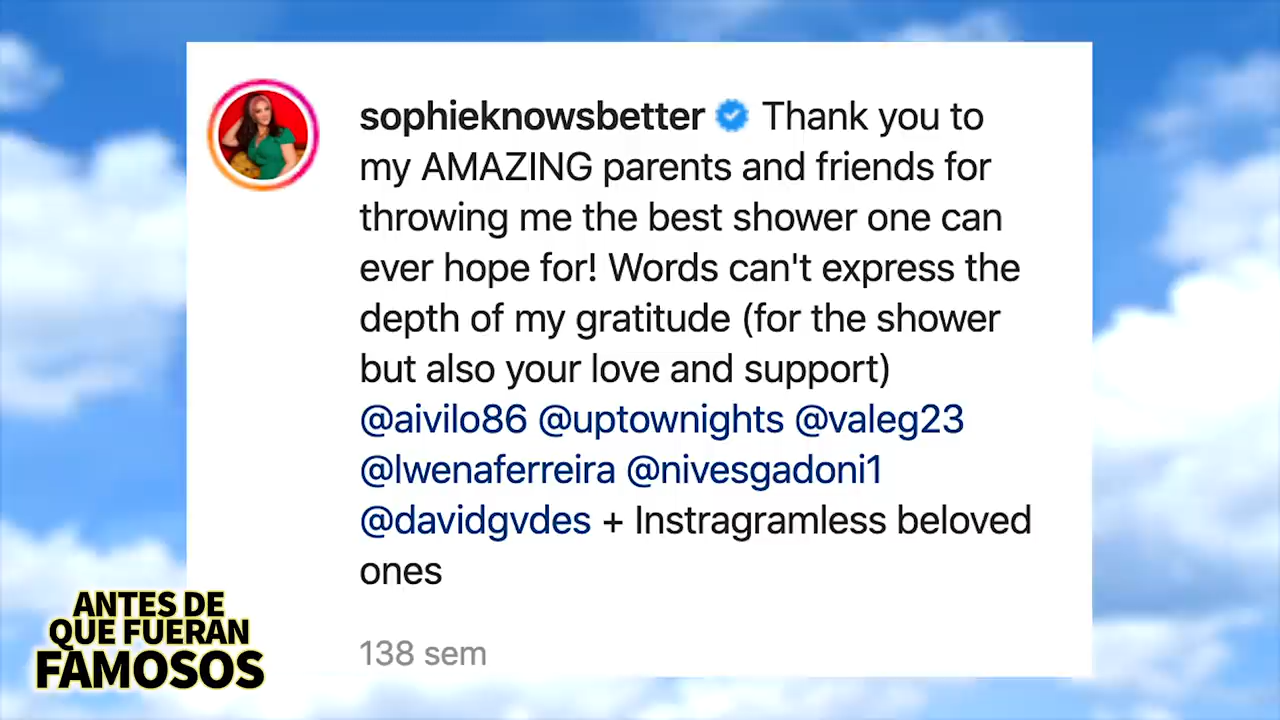 sophieknowsbetter Thank you to
my AMAZING parents and friends for
throwing me the best shower one can
ever hope for! Words can't express the
depth of my gratitude (for the shower
but also your love and support)
@aivilo86 @uptownights @valeg23
@lwenaferreira @nivesgadoni1
@davidgvdes + Instragramless beloved
ones
138 sem
ANTES DE
QUE FUERAN
FAMOSOS